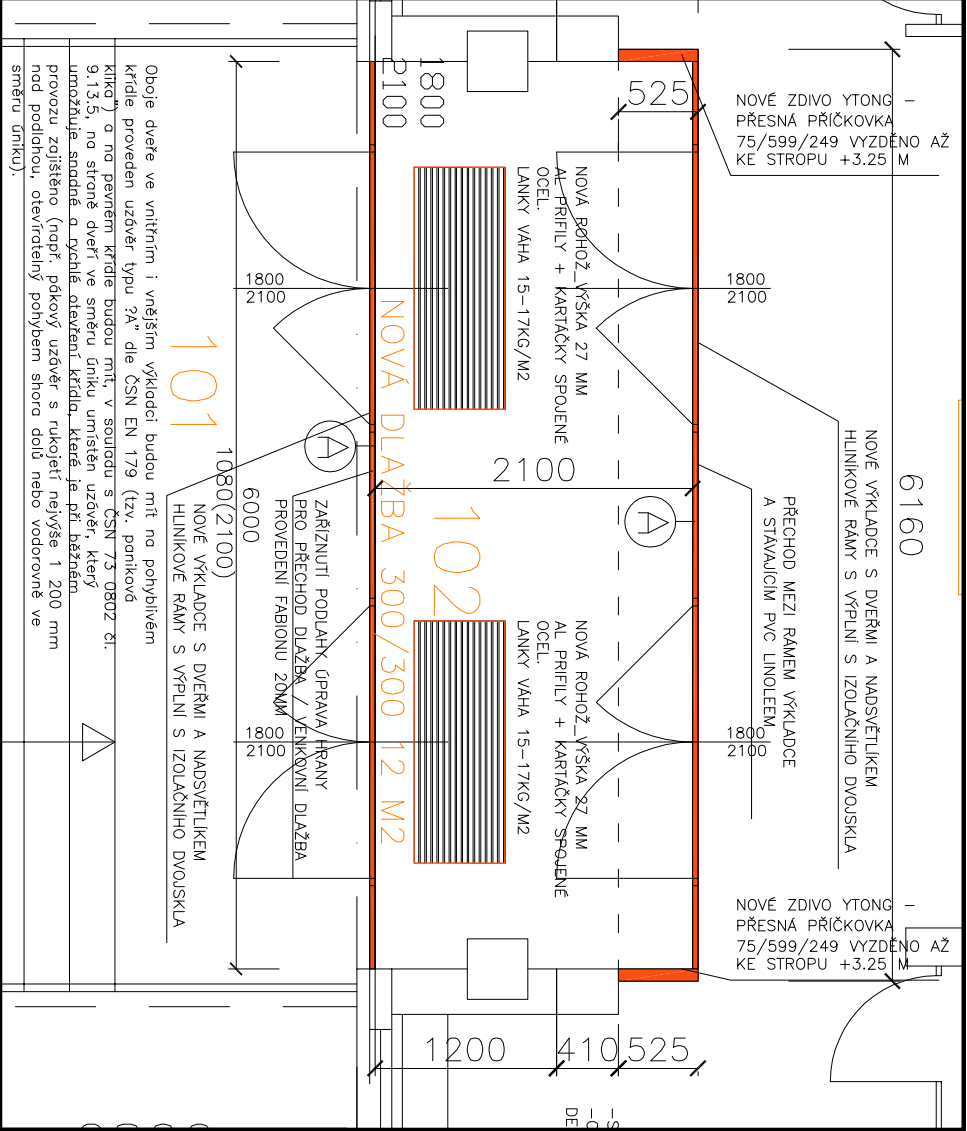 NOVÉ ZDIVO YTONG –
PŘESNÁ PŘÍČKOVKA
75/599/249 VYZDĚNO AŽ
KE STROPU +3.25 M
525
1800
2100
NOVÁ ROHOŽ_VÝŠKA 27 MM
AL PRIFILY + KARTÁČKY SPOJENÉ
OCEL.
LANKY VÁHA 15–17KG/M2
1800
2100
1800
2100
6160
NOVÉ VÝKLADCE S DVEŘMI A NADSVĚTLÍKEM
HLINÍKOVÉ RÁMY S VÝPLNÍ S IZOLAČNÍHO DVOJSKLA
PŘECHOD MEZI RÁMEM VÝKLADCE
A STÁVAJÍCÍM PVC LINOLEEM
2100
A
A
101
102
NOVÁ DLAŽBA 300/300 12 M2
Oboje dveře ve vnitřním i vnějším výkladci budou mít na pohyblivém
křídle proveden uzávěr typu ?A" dle ČSN EN 179 (tzv. paniková
klika") a na pevném křídle budou mít, v souladu s ČSN 73 0802 čl.
9.13.5, na straně dveří ve směru úniku umístěn uzávěr, který
umožňuje snadné a rychlé otevření křídla, které je při běžném
provozu zajištěno (např. pákový uzávěr s rukojetí nejvýše 1 200 mm
nad podlahou, otevíratelný pohybem shora dolů nebo vodorovně ve
směru úniku).
6000
1080(2100)
ZAŘÍZNUTÍ PODLAHY ÚPRAVA HRANY
PRO PŘECHOD DLAŽBA / VENKOVNÍ DLAŽBA
PROVEDENÍ FABIONU 20MM
NOVÉ VÝKLADCE S DVEŘMI A NADSVĚTLÍKEM
HLINÍKOVÉ RÁMY S VÝPLNÍ S IZOLAČNÍHO DVOJSKLA
NOVÁ ROHOŽ_VÝŠKA 27 MM
AL PRIFILY + KARTÁČKY SPOJENÉ
OCEL.
LANKY VÁHA 15–17KG/M2
1800
2100
1800
2100
NOVÉ ZDIVO YTONG –
PŘESNÁ PŘÍČKOVKA
75/599/249 VYZDĚNO AŽ
KE STROPU +3.25 M
1200
410
525
DE